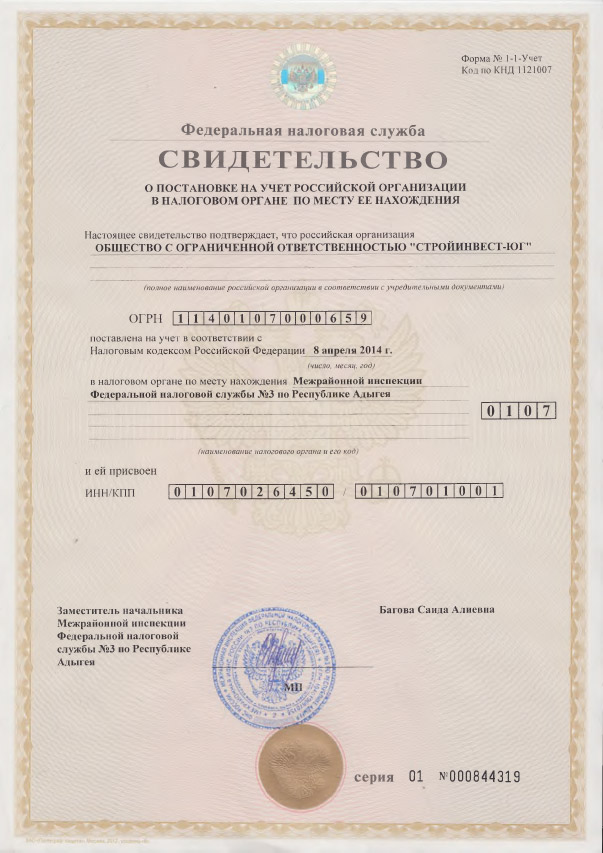 Форма № 1-1-Учет
Код по КНД 1121007
Федеральная налоговая служба
СВИДЕТЕЛЬСТВО
О ПОСТАНОВКЕ НА УЧЕТ РОССИЙСКОЙ ОРГАНИЗАЦИИ
В НАЛОГОВОМ ОРГАНЕ ПО МЕСТУ ЕЕ НАХОЖДЕНИЯ
Настоящее свидетельство подтверждает, что российская организация
ОБЩЕСТВО С ОГРАНИЧЕННОЙ ОТВЕТСТВЕННОСТЬЮ "СТРОЙИНВЕСТ-ЮГ"
(полное наименование российской организации в соответствии с учредительными документами)
ОГРН 1140107000659
поставлена на учет в соответствии с
Налоговым кодексом Российской Федерации 8 апреля 2014 г.
(число, месяц, год)
в налоговом органе по месту нахождения Межрайонной инспекции
Федеральной налоговой службы №3 по Республике Адыгея
0107
(наименование налогового органа и его код)
и ей присвоен
ИНН/КПП 0107026450 / 010701001
Заместитель начальника
Межрайонной инспекции
Федеральной налоговой
службы №3 по Республике
Адыгея
Багова Саида Алиевна
МП
серия 01 №000844319